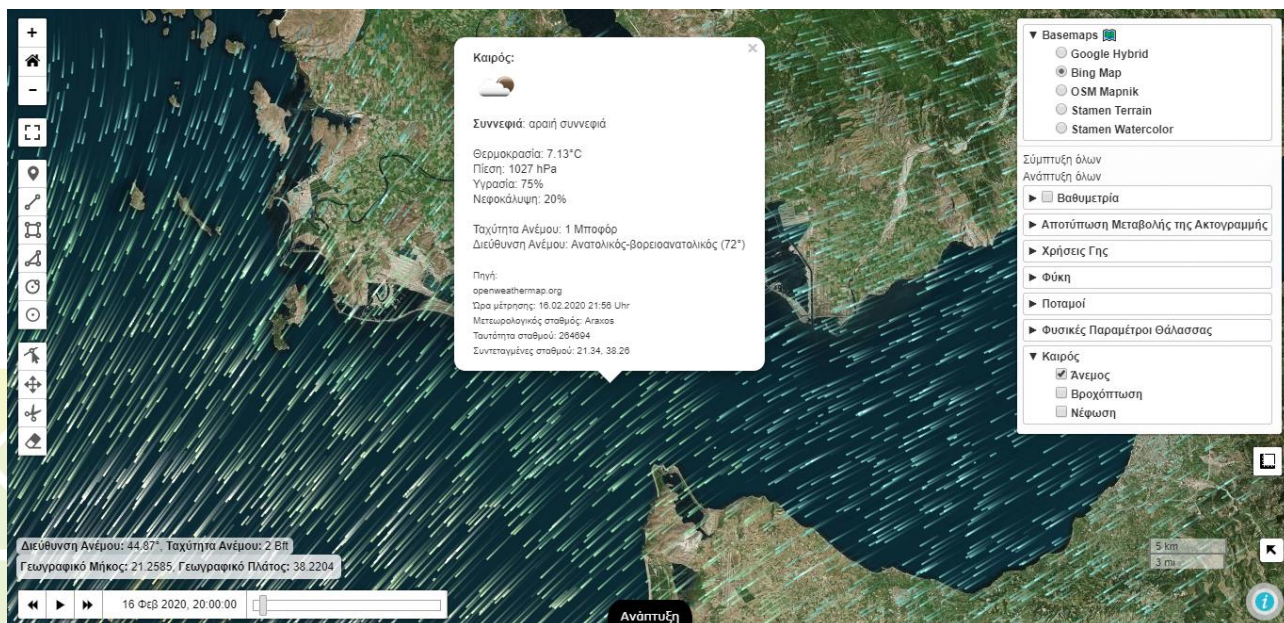 Καιρός:
×
Συννεφιά: αραιή συννεφιά
Θερμοκρασία: 7.13°C
Πίεση: 1027 hPa
Υγρασία: 75%
Νεφοκάλυψη: 20%
Ταχύτητα Ανέμου: 1 Μποφόρ
Διεύθυνση Ανέμου: Ανατολικός-βορειοανατολικός (72°)
Πηγή:
openweathermap.org
Ώρα μέτρησης: 16.02.2020 21:56 Uhr
Μετεωρολογικός σταθμός: Araxos
Ταυτότητα σταθμού: 264694
Συντεταγμένες σταθμού: 21.34, 38.26
▼ Basemaps
Google Hybrid
Bing Map
OSM Mapnik
Stamen Terrain
Stamen Watercolor
Σύμπτυξη όλων
Ανάπτυξη όλων
► Βαθυμετρία
► Αποτύπωση Μεταβολής της Ακτογραμμής
► Χρήσεις Γης
► Φύκη
► Ποταμοί
► Φυσικές Παραμέτροι Θάλασσας
▼ Καιρός
Άνεμος
Βροχόπτωση
Νέφωση
Διεύθυνση Ανέμου: 44.87°, Ταχύτητα Ανέμου: 2 Bft
Γεωγραφικό Μήκος: 21.2585, Γεωγραφικό Πλάτος: 38.2204
5 km
3 mi
16 Φεβ 2020, 20:00:00
Ανάπτυξη
i